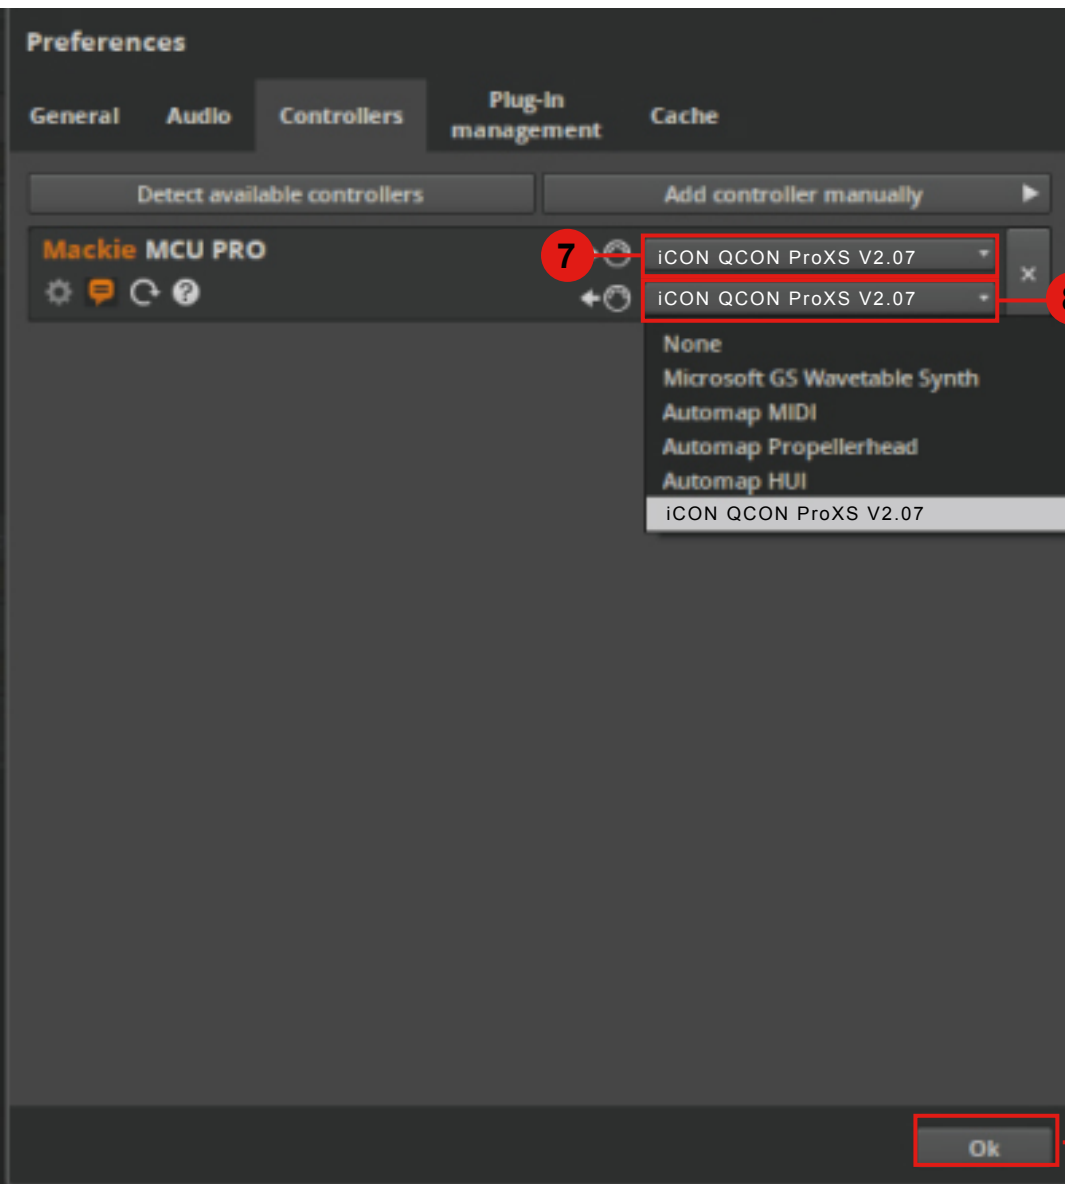 Preferences
General Audio Controllers Plug-In management Cache
Detect available controllers Add controller manually
Mackie MCU PRO
7
iCON QCON ProXS V2.07
iCON QCON ProXS V2.07
8
None
Microsoft GS Wavetable Synth
Automap MIDI
Automap Propellerhead
Automap HUI
iCON QCON ProXS V2.07
Ok